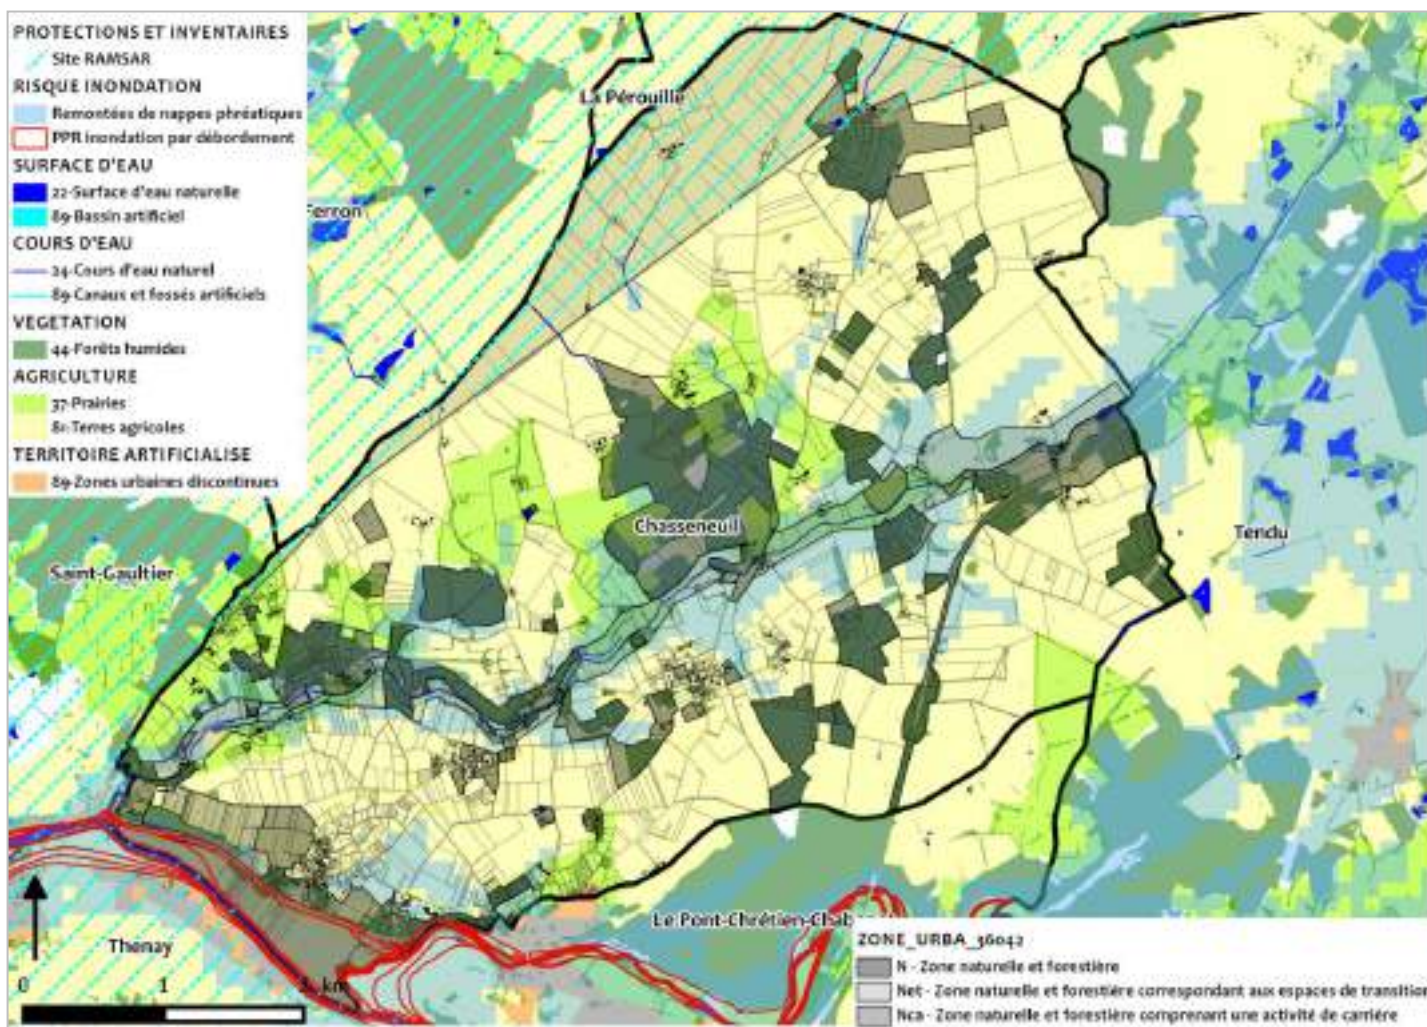 PROTECTIONS ET INVENTAIRES
Site RAMSAR
RISQUE INONDATION
Remontées de nappes phréatiques
PPR inondation par débordement
SURFACE D'EAU
22-Surface d'eau naturelle
89-Bassin artificiel
COURS D'EAU
24-Cours d'eau naturel
89-Canaux et fossés artificiels
VEGETATION
44-Forêts humides
AGRICULTURE
37-Prairies
81-Terres agricoles
TERRITOIRE ARTIFICIALISE
89-Zones urbaines discontinues
La Pérouille
Ferron
Chasseneuil
Tendu
Saint-Gaultier
Thenay
Le Pont-Chrétien-Chab
0 1 2 km
ZONE_URBA_36042
N - Zone naturelle et forestière
Net - Zone naturelle et forestière correspondant aux espaces de transition
Nca - Zone naturelle et forestière comprenant une activité de carrière